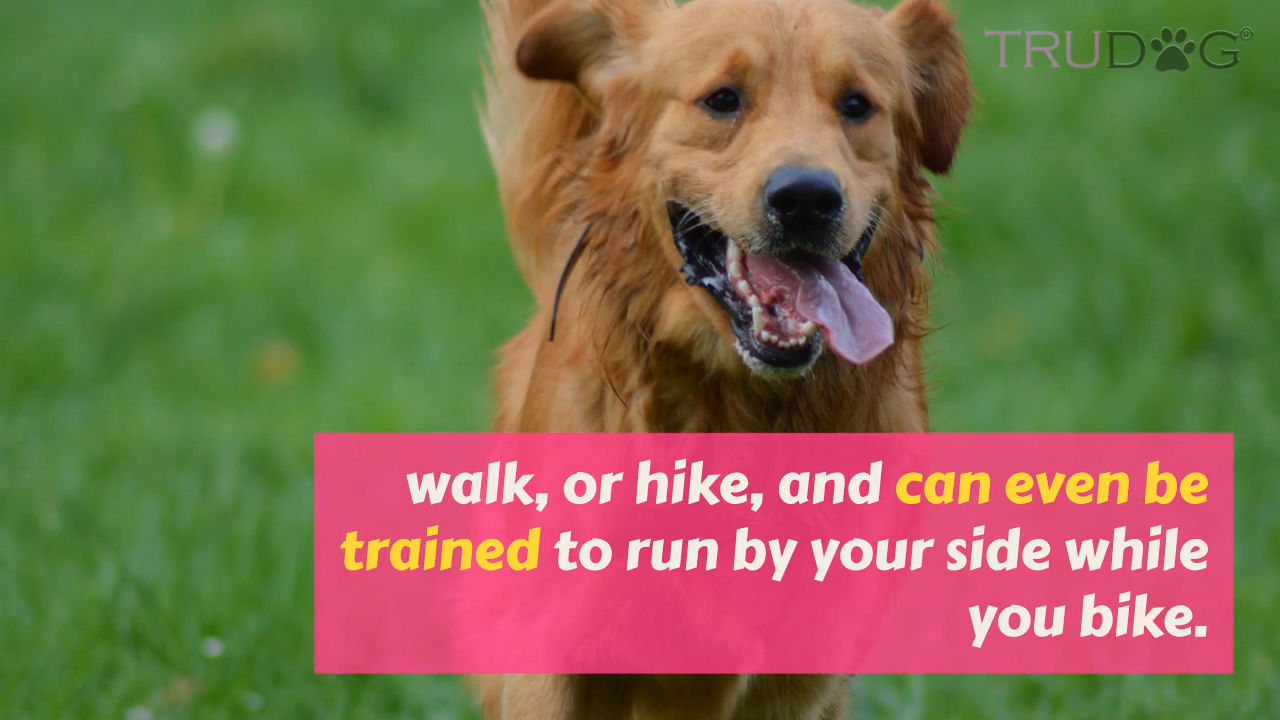 TRUDOG®
walk, or hike, and can even be
trained to run by your side while
you bike.